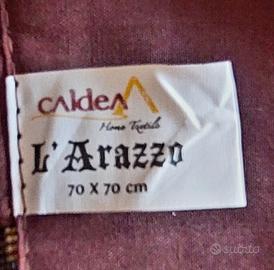 caldea
Home Textile
L'Arazzo
70 X 70 cm
subito